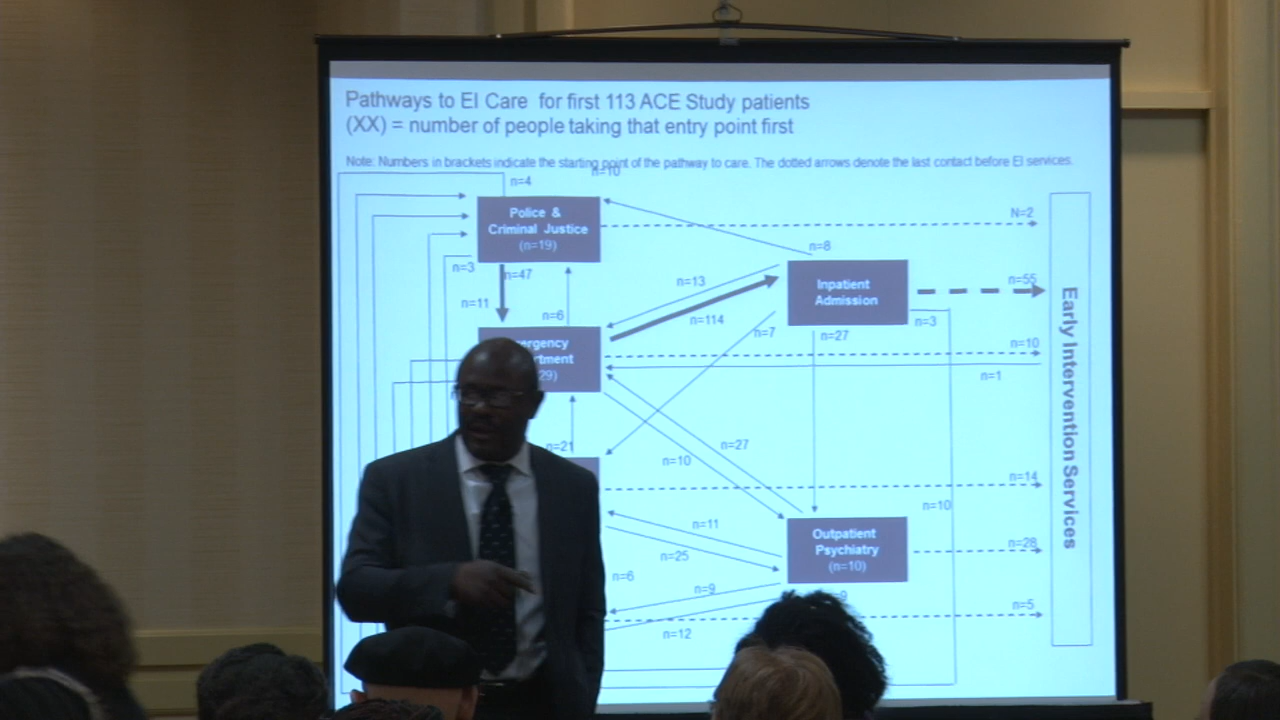 Pathways to EI Care for first 113 ACE Study patients
(XX) = number of people taking that entry point first
Note: Numbers in brackets indicate the starting point of the pathway to care. The dotted arrows denote the last contact before EI services.
n=10
n=4
Police &
Criminal Justice
(n=19)
N=2
n=8
n=3
n=47
n=13
Inpatient
Admission
n=55
n=11
n=6
n=114
n=7
n=27
n=3
n=10
n=1
n=21
n=27
n=10
n=14
n=10
n=11
n=25
Outpatient
Psychiatry
(n=10)
n=28
n=6
n=9
n=5
n=12
Early Intervention Services